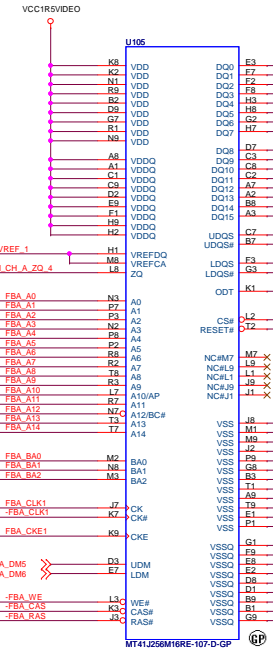 VCC1R5VIDEO
U105
K8 VDD DQ0 E3
K2 VDD DQ1 F7
N1 VDD DQ2 F2
R9 VDD DQ3 F8
B2 VDD DQ4 H3
D9 VDD DQ5 H8
G7 VDD DQ6 G2
R1 VDD DQ7 H7
N9 VDD
DQ8 D7
A8 VDDQ DQ9 C3
A1 VDDQ DQ10 C8
C1 VDDQ DQ11 C2
C9 VDDQ DQ12 A7
D2 VDDQ DQ13 A2
E9 VDDQ DQ14 B8
F1 VDDQ DQ15 A3
H9 VDDQ
H2 VDDQ UDQS C7
UDQS# B7
VREF_1 H1 VREFDQ
M8 VREFCA LDQS F3
_CH_A_ZQ_4 L8 ZQ LDQS# G3
ODT K1
FBA_A0 N3 A0
FBA_A1 P7 A1
FBA_A2 P3 A2 CS# L2
FBA_A3 N2 A3 RESET# T2
FBA_A4 P8 A4
FBA_A5 P2 A5
FBA_A6 R8 A6 NC#M7 M7
FBA_A7 R2 A7 NC#L9 L9
FBA_A8 T8 A8 NC#L1 L1
FBA_A9 R3 A9 NC#J9 J9
FBA_A10 L7 A10/AP NC#J1 J1
FBA_A11 R7 A11
FBA_A12 N7 A12/BC#
FBA_A13 T3 A13 VSS J8
FBA_A14 T7 A14 VSS M1
VSS M9
VSS J2
FBA_BA0 M2 BA0 VSS P9
FBA_BA1 N8 BA1 VSS G8
FBA_BA2 M3 BA2 VSS B3
VSS T1
VSS A9
FBA_CLK1 J7 CK VSS T9
-FBA_CLK1 K7 CK# VSS E1
VSS P1
FBA_CKE1 K9 CKE
VSSQ G1
VSSQ F9
A_DM5 D3 UDM VSSQ E8
A_DM6 E7 LDM VSSQ E2
VSSQ D8
VSSQ D1
-FBA_WE L3 WE# VSSQ B9
-FBA_CAS K3 CAS# VSSQ B1
-FBA_RAS J3 RAS# VSSQ G9
MT41J256M16RE-107-D-GP
GP